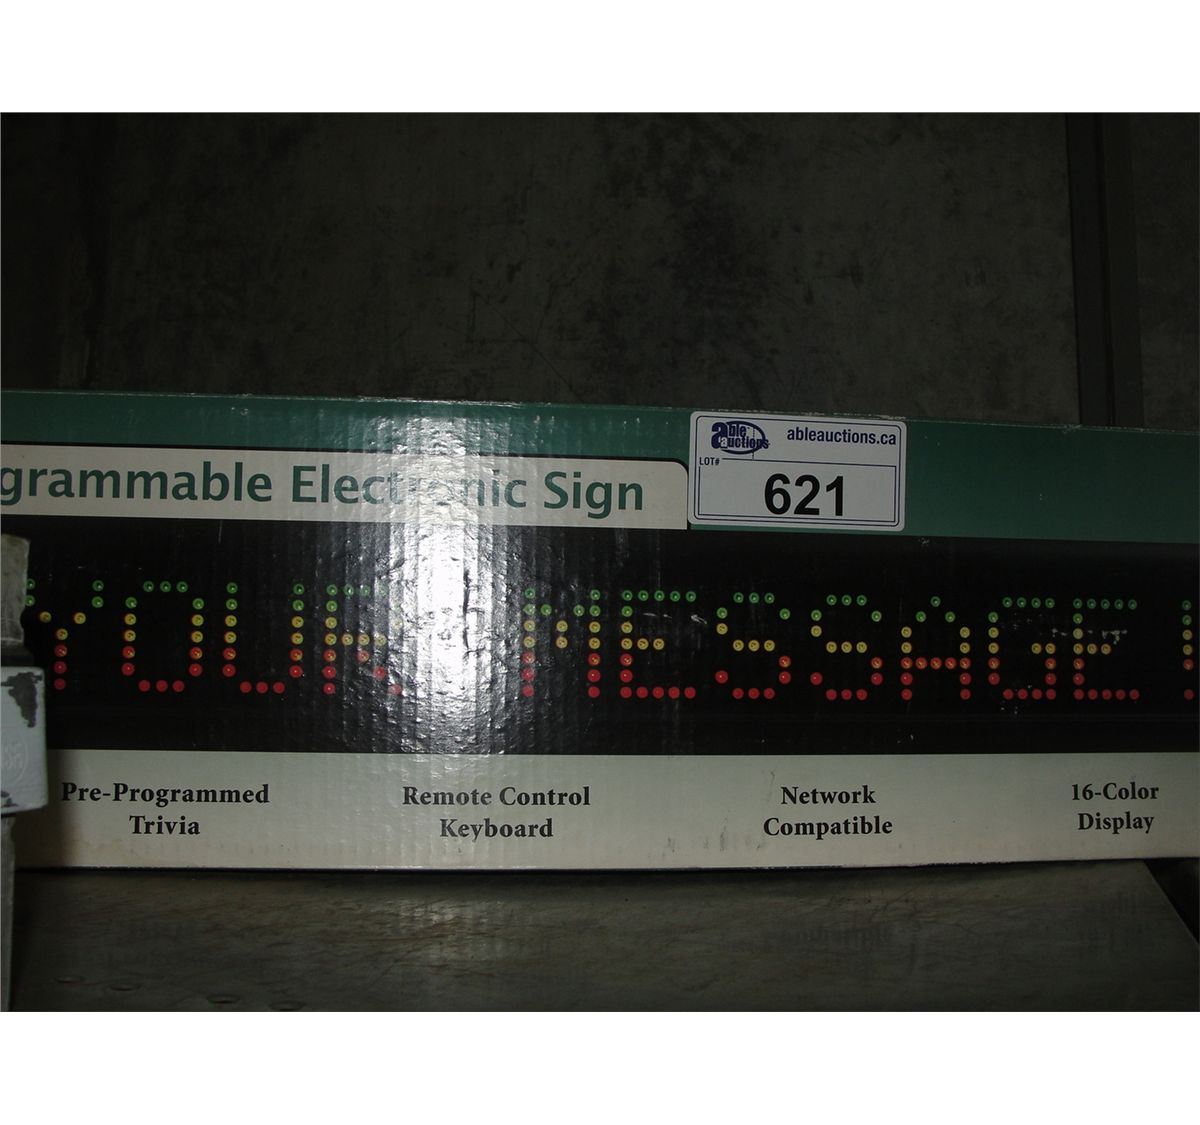 able
auctions
ableauctions.ca
LOT#
621
grammable Electronic Sign
YOUR MESSAGE
Pre-Programmed
Trivia
Remote Control
Keyboard
Network
Compatible
16-Color
Display